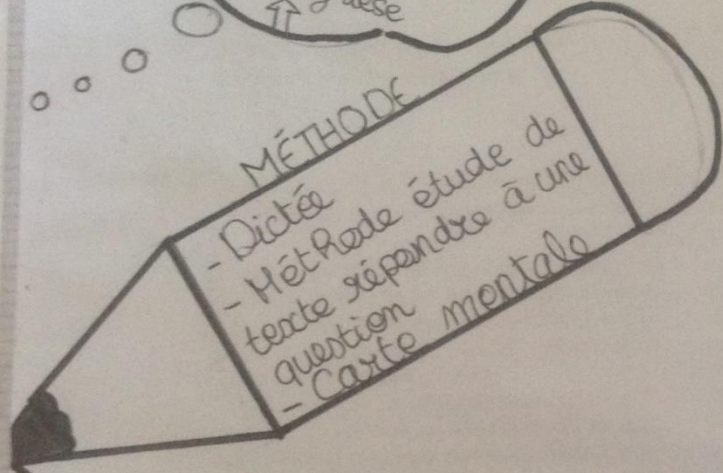 MÉTHODE
- Dictée
- Méthode étude de
texte répondre à une
question
- Carte mentale